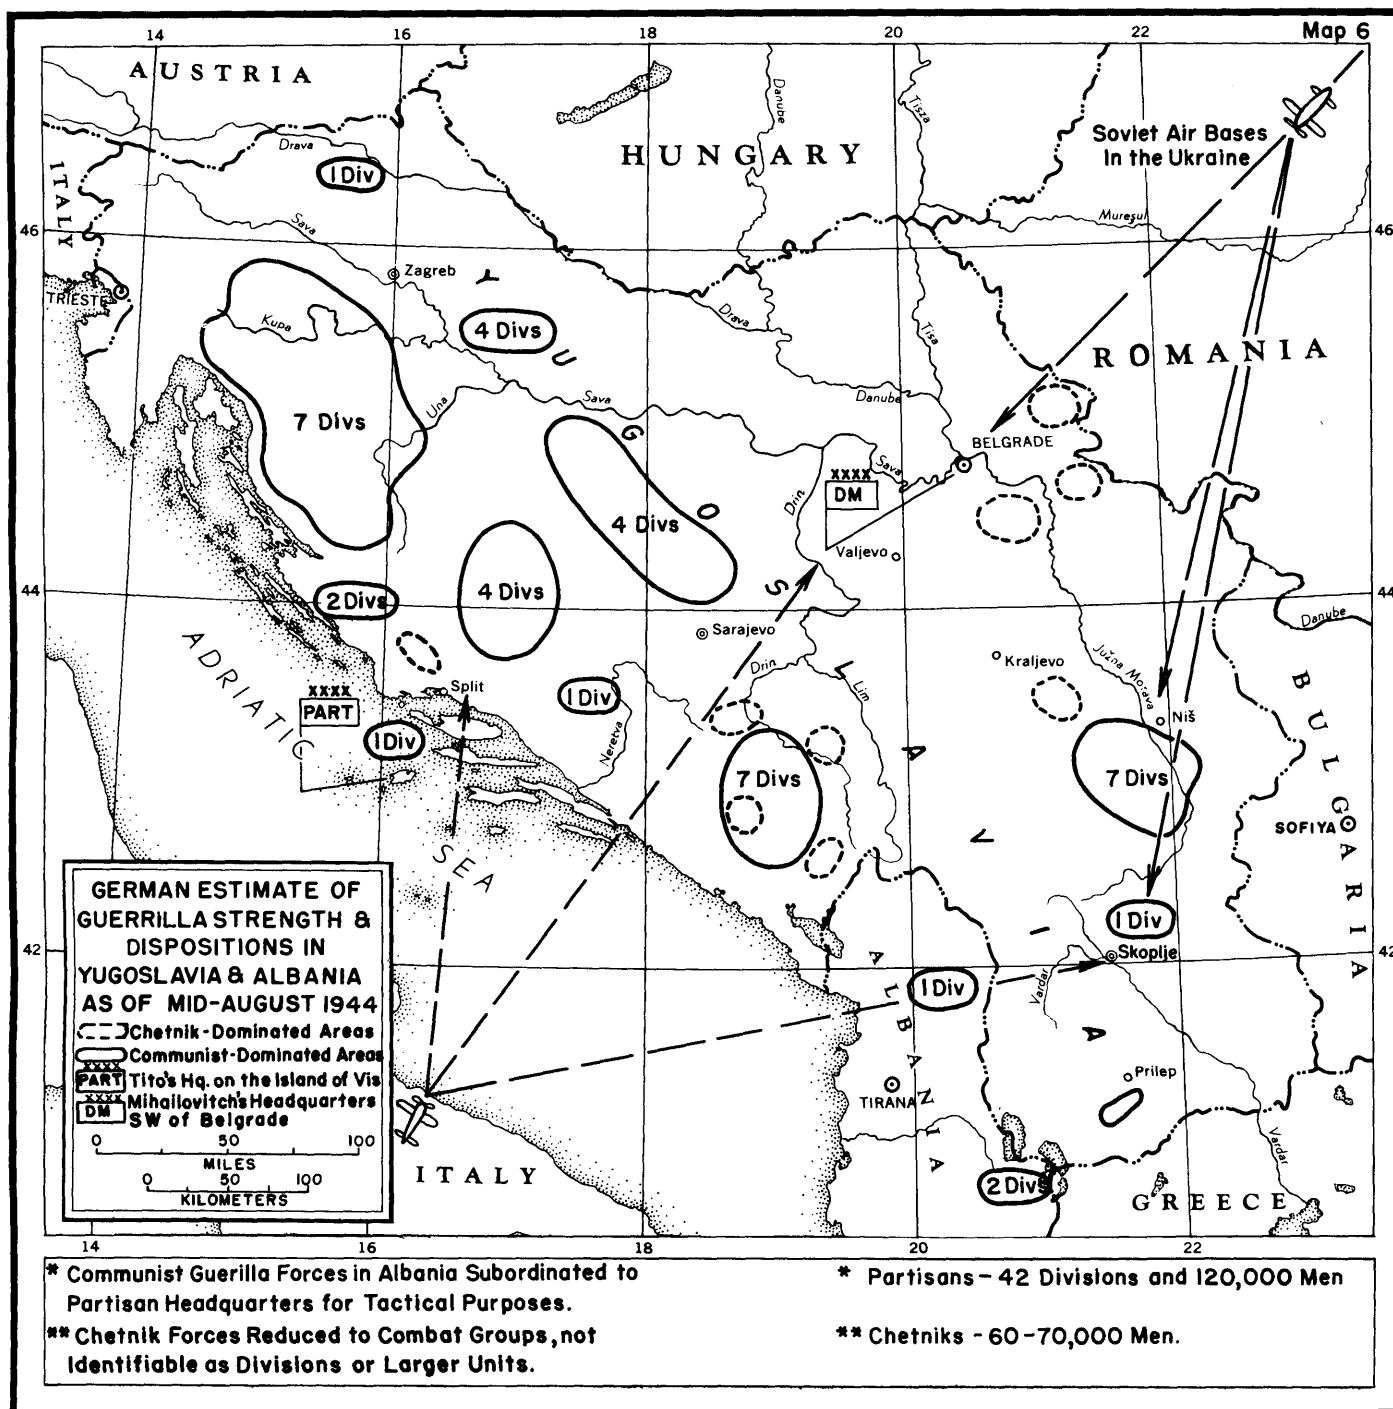 Map 6
14
16
18
20
22
AUSTRIA
HUNGARY
ITALY
Soviet Air Bases
In the Ukraine
Drava
Danube
Tisza
1 Div
Mureşul
46
46
Sava
Zagreb
TRIESTE
Kupa
4 Divs
Drava
Tisa
ROMANIA
YUGOSLAVIA
7 Divs
Una
Sava
Danube
BELGRADE
XXXX
DM
Sava
Drin
4 Divs
Valjevo
44
44
2 Divs
4 Divs
Danube
Sarajevo
Kraljevo
Južna Morava
Drin
Lim
ADRIATIC SEA
XXXX
PART
Split
1 Div
Neretva
1 Div
Niš
BULGARIA
7 Divs
7 Divs
SOFIYA
1 Div
Skoplje
42
42
ALBANIA
1 Div
Vardar
Prilep
TIRANA
Vardar
2 Divs
ITALY
GREECE
GERMAN ESTIMATE OF
GUERRILLA STRENGTH &
DISPOSITIONS IN
YUGOSLAVIA & ALBANIA
AS OF MID-AUGUST 1944
Chetnik-Dominated Areas
Communist-Dominated Areas
XXXX
PART Tito's Hq. on the Island of Vis
XXXX
DM Mihailovitch's Headquarters
SW of Belgrade
0 50 100
MILES
0 50 100
KILOMETERS
14
16
18
20
22
* Communist Guerilla Forces in Albania Subordinated to
Partisan Headquarters for Tactical Purposes.
** Chetnik Forces Reduced to Combat Groups, not
Identifiable as Divisions or Larger Units.
* Partisans - 42 Divisions and 120,000 Men
** Chetniks - 60-70,000 Men.